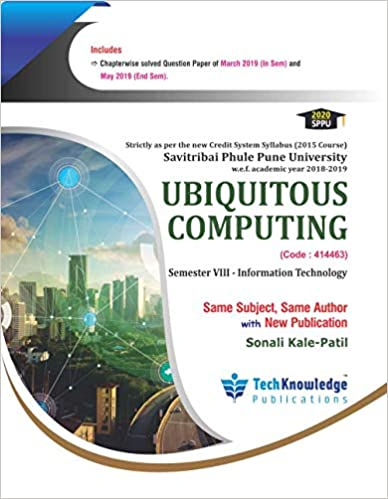 Includes
⇨ Chapterwise solved Question Paper of March 2019 (In Sem) and
May 2019 (End Sem).
2020
SPPU
Strictly as per the new Credit System Syllabus (2015 Course)
Savitribai Phule Pune University
w.e.f. academic year 2018-2019
UBIQUITOUS
COMPUTING
(Code : 414463)
Semester VIII - Information Technology
Same Subject, Same Author
with New Publication
Sonali Kale-Patil
TechKnowledge
Publications